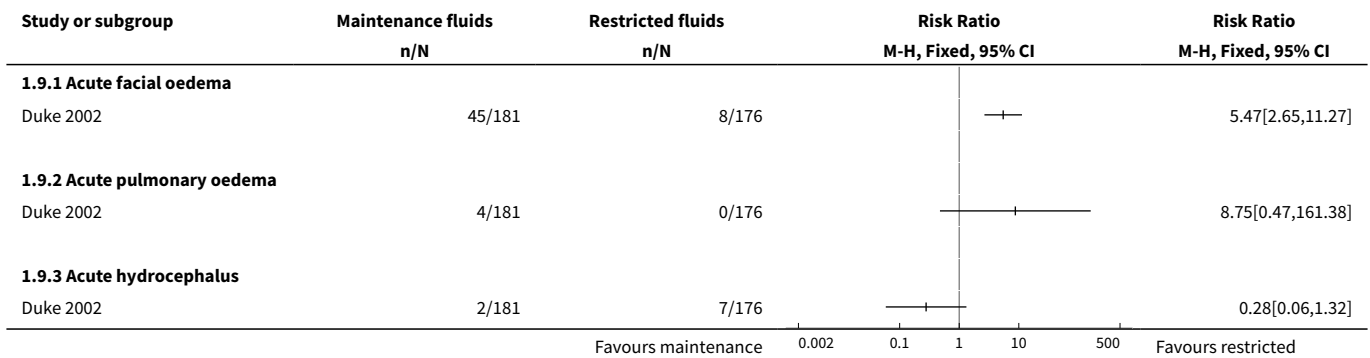 Study or subgroup Maintenance fluids Restricted fluids Risk Ratio Risk Ratio
n/N n/N M-H, Fixed, 95% CI M-H, Fixed, 95% CI
1.9.1 Acute facial oedema
Duke 2002 45/181 8/176 5.47[2.65,11.27]
1.9.2 Acute pulmonary oedema
Duke 2002 4/181 0/176 8.75[0.47,161.38]
1.9.3 Acute hydrocephalus
Duke 2002 2/181 7/176 0.28[0.06,1.32]
Favours maintenance 0.002 0.1 1 10 500 Favours restricted